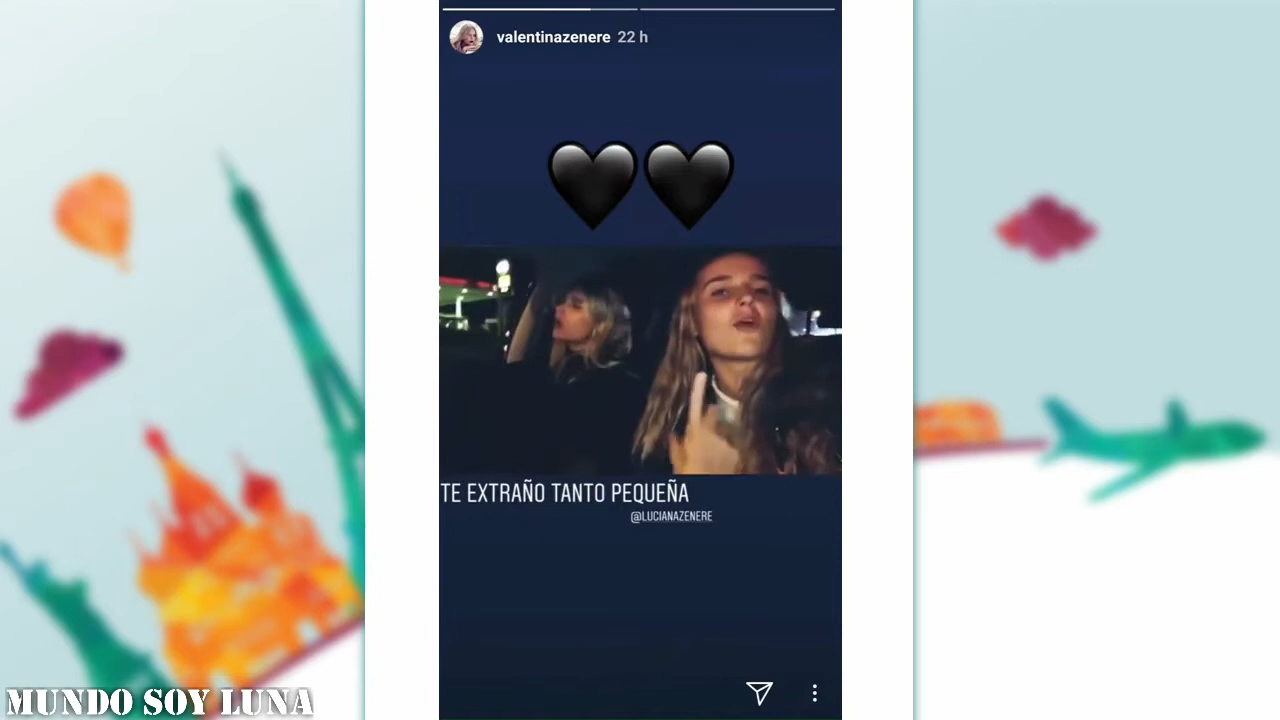 valentinazenere 22 h
TE EXTRAÑO TANTO PEQUEÑA
@LUCIANAZENERE
MUNDO SOY LUNA